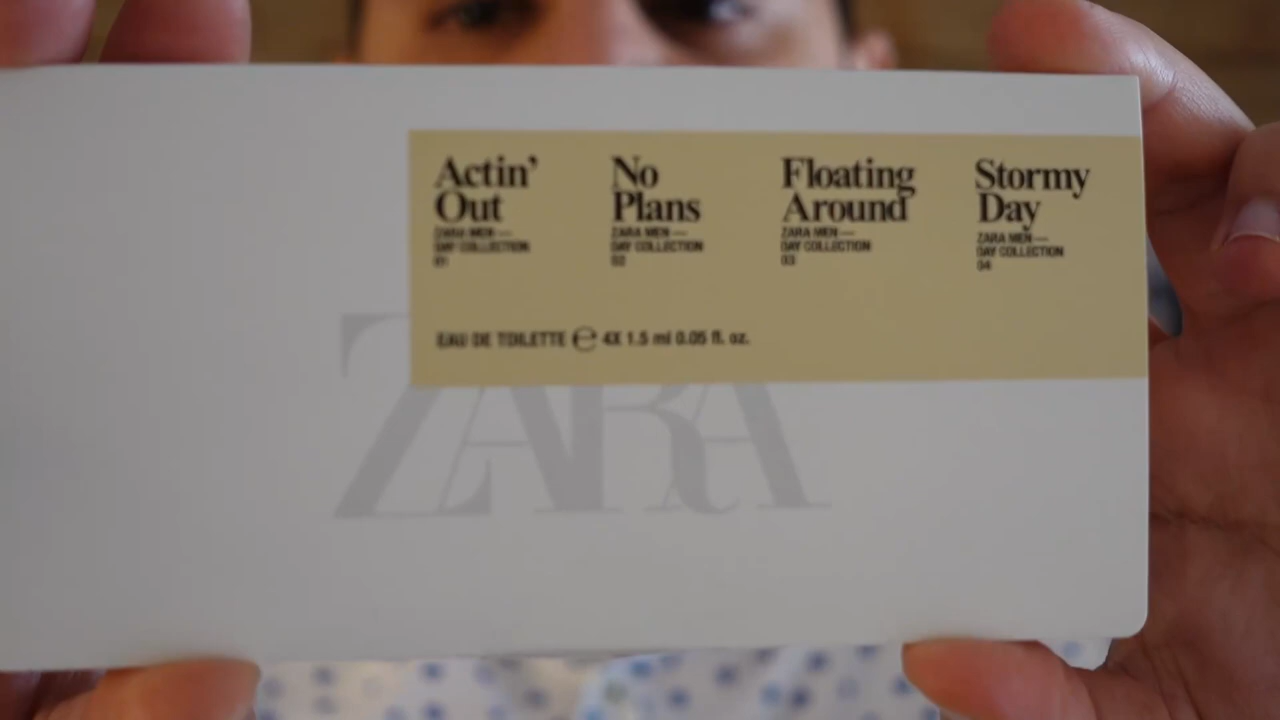 Actin'
Out
ZARA MEN —
DAY COLLECTION
01
No
Plans
ZARA MEN —
DAY COLLECTION
02
Floating
Around
ZARA MEN —
DAY COLLECTION
03
Stormy
Day
ZARA MEN —
DAY COLLECTION
04
EAU DE TOILETTE ℮ 4X 1.5 ml 0.05 fl. oz.
ZARA